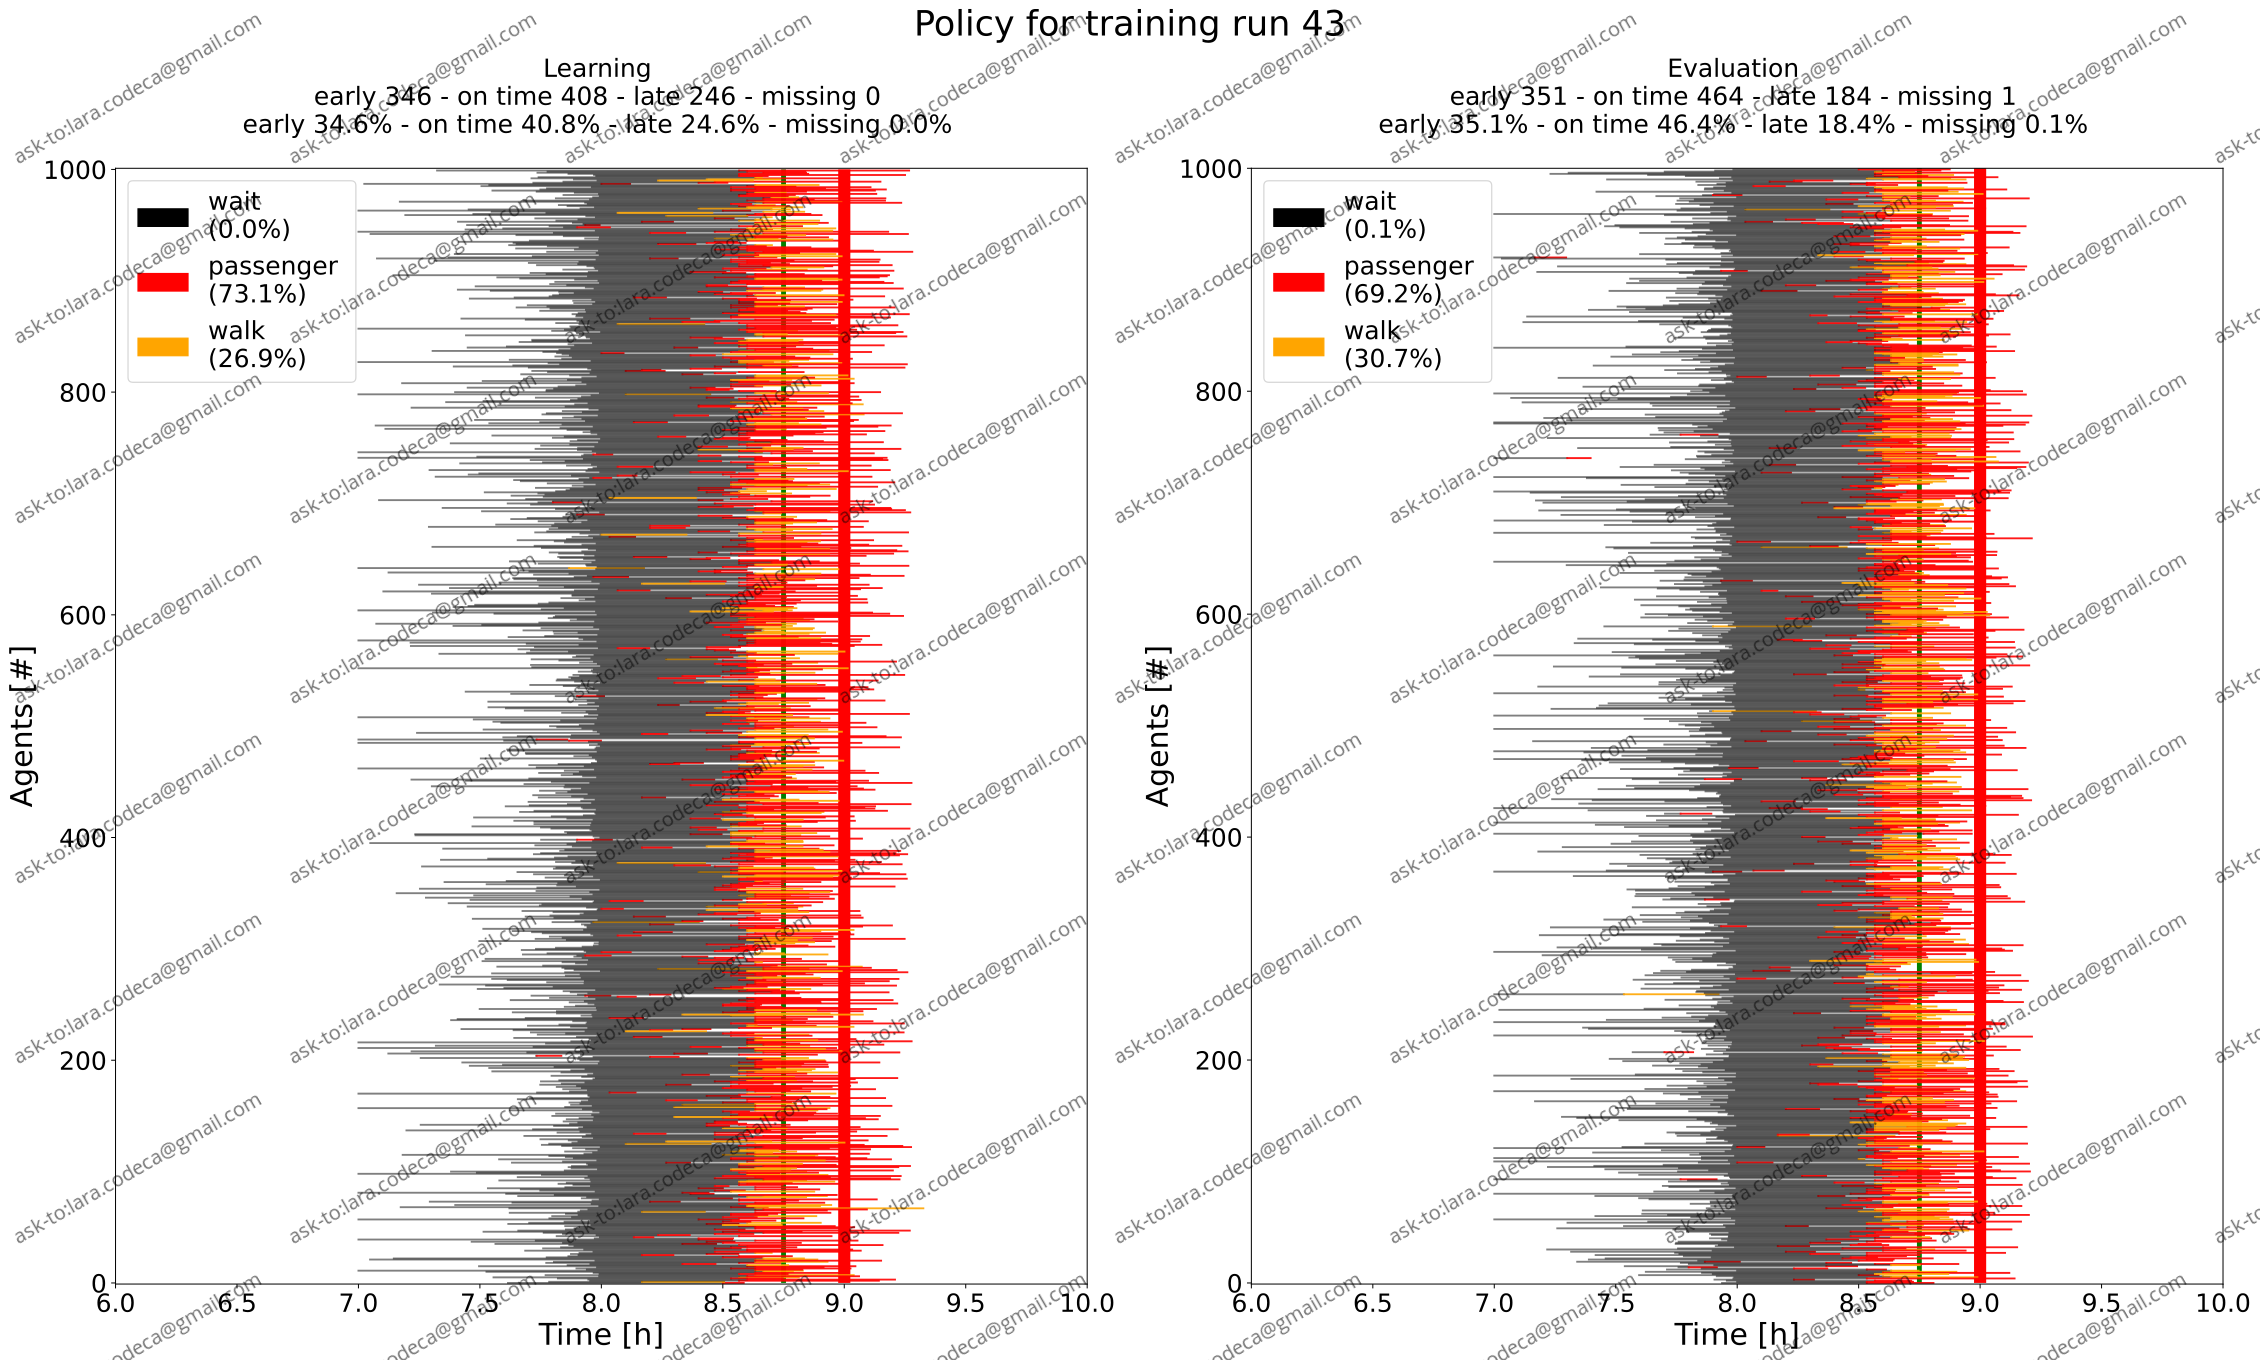 Policy for training run 43
Learning
early 346 - on time 408 - late 246 - missing 0
early 34.6% - on time 40.8% - late 24.6% - missing 0.0%
1000
800
600
400
200
0
Agents [#]
wait
(0.0%)
passenger
(73.1%)
walk
(26.9%)
6.0 6.5 7.0 7.5 8.0 8.5 9.0 9.5 10.0
Time [h]
Evaluation
early 351 - on time 464 - late 184 - missing 1
early 35.1% - on time 46.4% - late 18.4% - missing 0.1%
1000
800
600
400
200
0
Agents [#]
wait
(0.1%)
passenger
(69.2%)
walk
(30.7%)
6.0 6.5 7.0 7.5 8.0 8.5 9.0 9.5 10.0
Time [h]
ask-to:lara.codeca@gmail.com